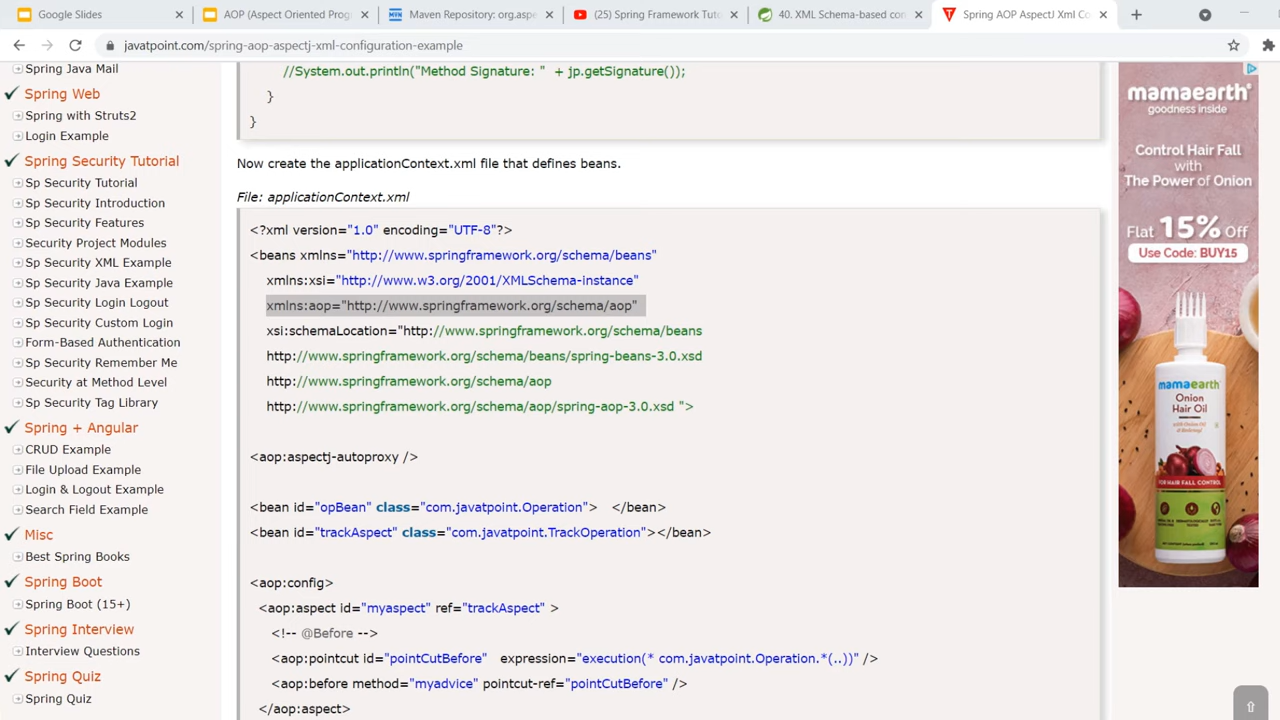 Google Slides
AOP (Aspect Oriented Prog
Maven Repository: org.aspe
(25) Spring Framework Tuto
40. XML Schema-based con
Spring AOP AspectJ Xml Co
javatpoint.com/spring-aop-aspectj-xml-configuration-example
Spring Java Mail
Spring Web
Spring with Struts2
Login Example
Spring Security Tutorial
Sp Security Tutorial
Sp Security Introduction
Sp Security Features
Security Project Modules
Sp Security XML Example
Sp Security Java Example
Sp Security Login Logout
Sp Security Custom Login
Form-Based Authentication
Sp Security Remember Me
Security at Method Level
Sp Security Tag Library
Spring + Angular
CRUD Example
File Upload Example
Login & Logout Example
Search Field Example
Misc
Best Spring Books
Spring Boot
Spring Boot (15+)
Spring Interview
Interview Questions
Spring Quiz
Spring Quiz
//System.out.println("Method Signature: " + jp.getSignature());
}
}
Now create the applicationContext.xml file that defines beans.
File: applicationContext.xml
<?xml version="1.0" encoding="UTF-8"?>
<beans xmlns="http://www.springframework.org/schema/beans"
xmlns:xsi="http://www.w3.org/2001/XMLSchema-instance"
xmlns:aop="http://www.springframework.org/schema/aop"
xsi:schemaLocation="http://www.springframework.org/schema/beans
http://www.springframework.org/schema/beans/spring-beans-3.0.xsd
http://www.springframework.org/schema/aop
http://www.springframework.org/schema/aop/spring-aop-3.0.xsd ">
<aop:aspectj-autoproxy />
<bean id="opBean" class="com.javatpoint.Operation"> </bean>
<bean id="trackAspect" class="com.javatpoint.TrackOperation"></bean>
<aop:config>
<aop:aspect id="myaspect" ref="trackAspect" >
<!-- @Before -->
<aop:pointcut id="pointCutBefore" expression="execution(* com.javatpoint.Operation.*(..))" />
<aop:before method="myadvice" pointcut-ref="pointCutBefore" />
</aop:aspect>
mamaearth
goodness inside
Control Hair Fall
with
The Power of Onion
Flat 15% Off
Use Code: BUY15
mamaearth
Onion
Hair Oil